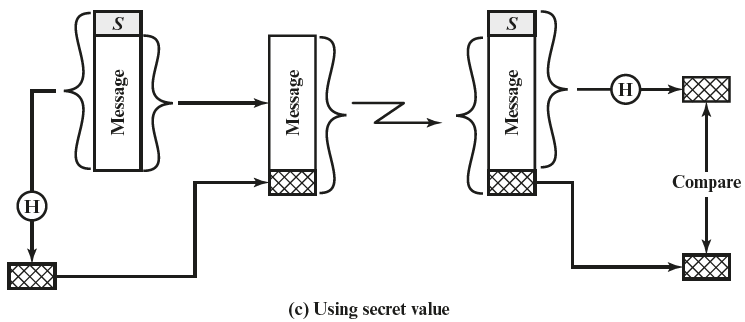 S
Message
H
Message
S
Message
H
Compare
(c) Using secret value